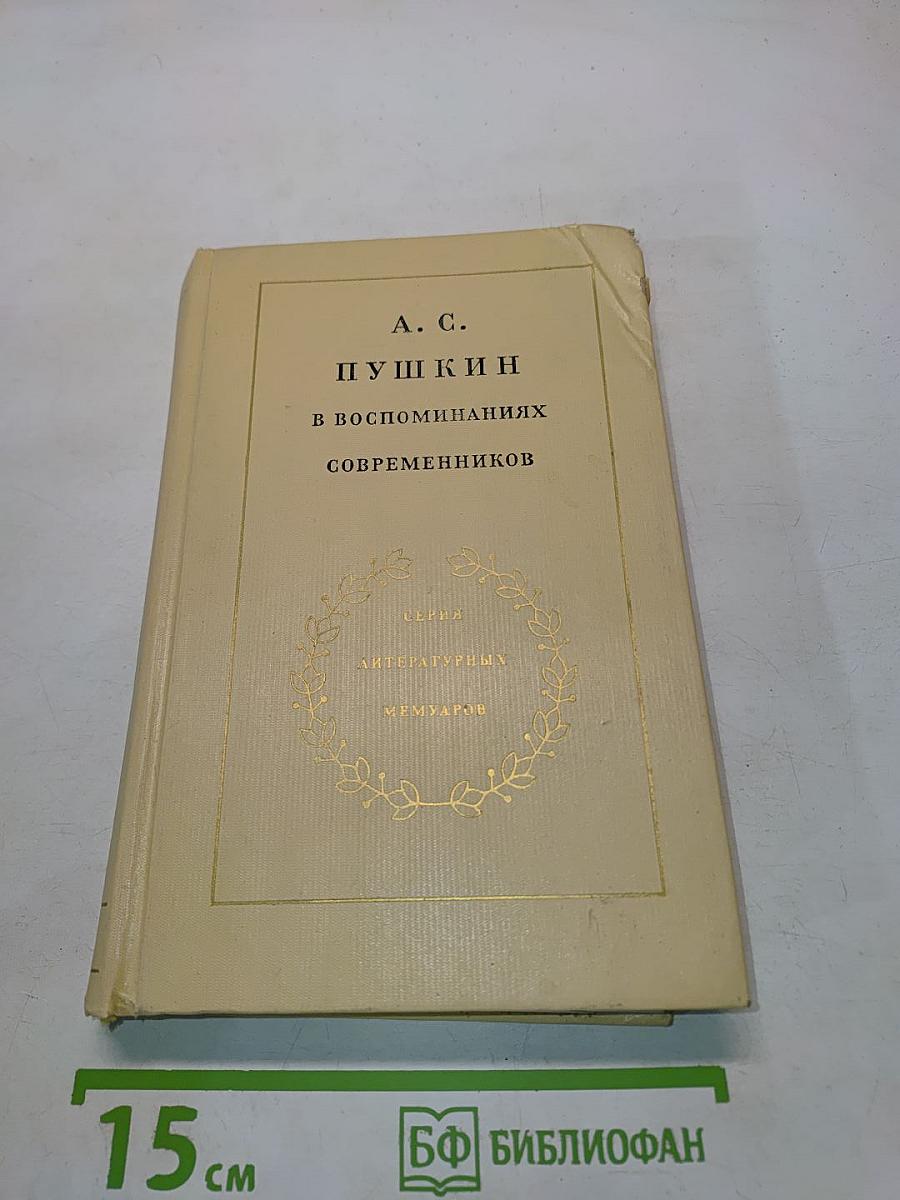 А. С.
ПУШКИН
В ВОСПОМИНАНИЯХ
СОВРЕМЕННИКОВ
СЕРИЯ
ЛИТЕРАТУРНЫХ
МЕМУАРОВ
15 см
БФ БИБЛИОФАН